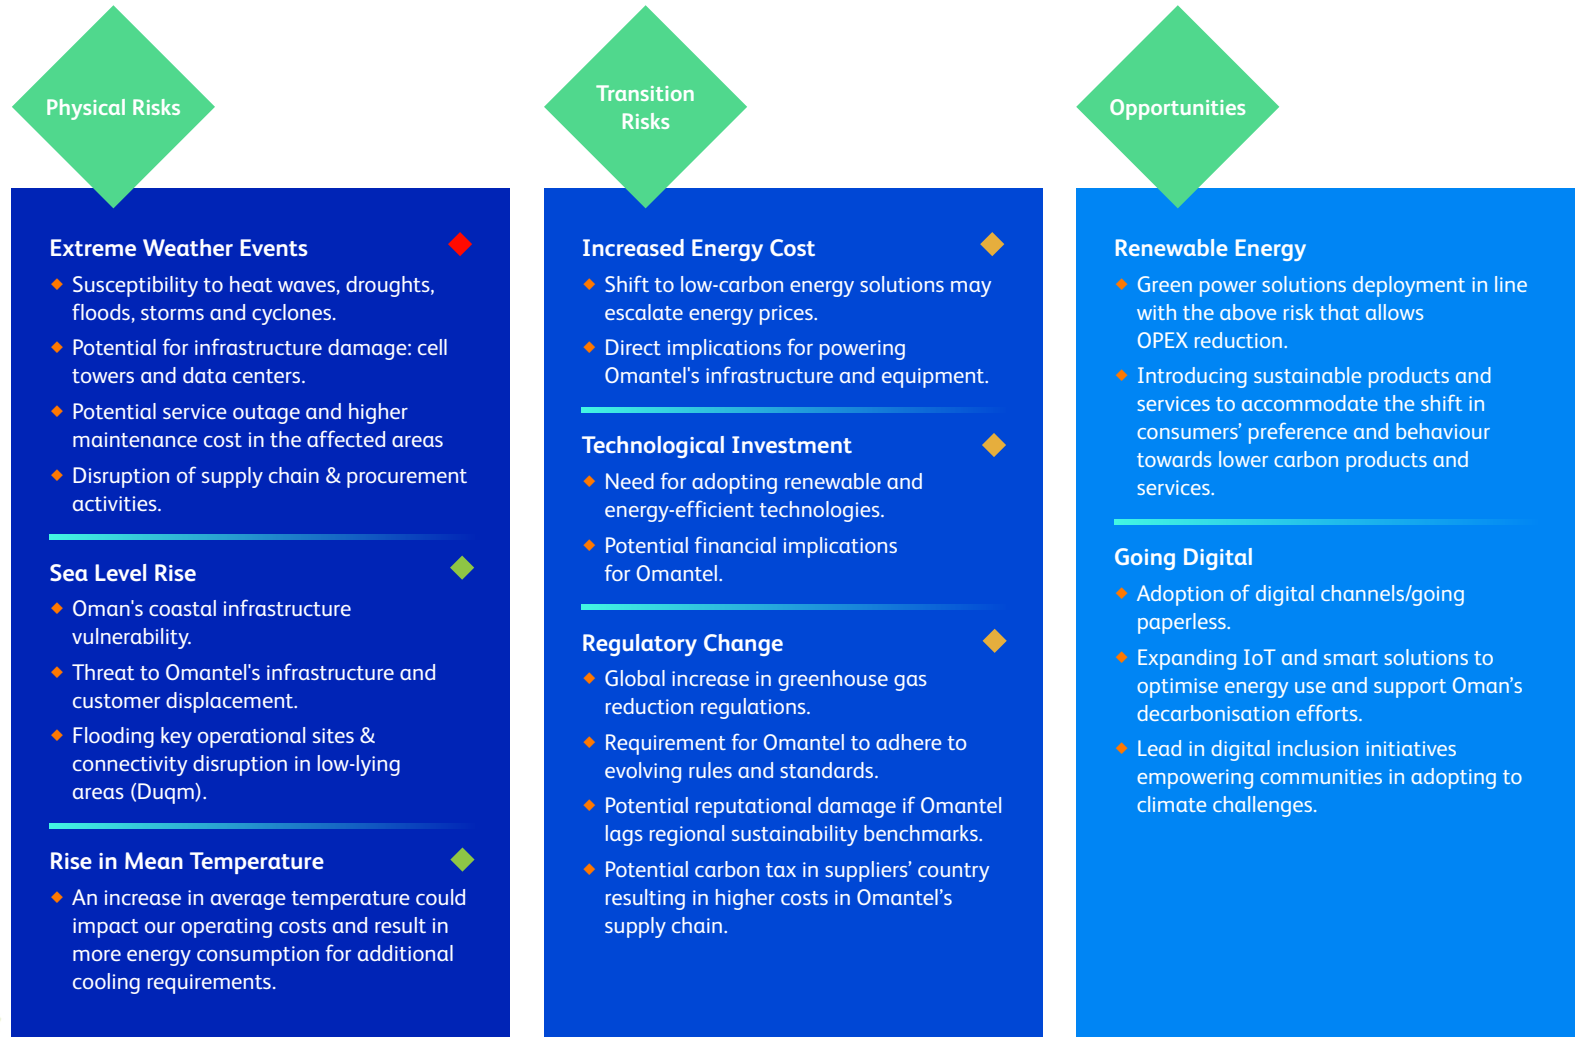 Physical Risks
Extreme Weather Events
Susceptibility to heat waves, droughts,
floods, storms and cyclones.
Potential for infrastructure damage: cell
towers and data centers.
Potential service outage and higher
maintenance cost in the affected areas
Disruption of supply chain & procurement
activities.
Sea Level Rise
Oman's coastal infrastructure
vulnerability.
Threat to Omantel's infrastructure and
customer displacement.
Flooding key operational sites &
connectivity disruption in low-lying
areas (Duqm).
Rise in Mean Temperature
An increase in average temperature could
impact our operating costs and result in
more energy consumption for additional
cooling requirements.
Transition
Risks
Increased Energy Cost
Shift to low-carbon energy solutions may
escalate energy prices.
Direct implications for powering
Omantel's infrastructure and equipment.
Technological Investment
Need for adopting renewable and
energy-efficient technologies.
Potential financial implications
for Omantel.
Regulatory Change
Global increase in greenhouse gas
reduction regulations.
Requirement for Omantel to adhere to
evolving rules and standards.
Potential reputational damage if Omantel
lags regional sustainability benchmarks.
Potential carbon tax in suppliers’ country
resulting in higher costs in Omantel’s
supply chain.
Opportunities
Renewable Energy
Green power solutions deployment in line
with the above risk that allows
OPEX reduction.
Introducing sustainable products and
services to accommodate the shift in
consumers’ preference and behaviour
towards lower carbon products and
services.
Going Digital
Adoption of digital channels/going
paperless.
Expanding IoT and smart solutions to
optimise energy use and support Oman’s
decarbonisation efforts.
Lead in digital inclusion initiatives
empowering communities in adopting to
climate challenges.